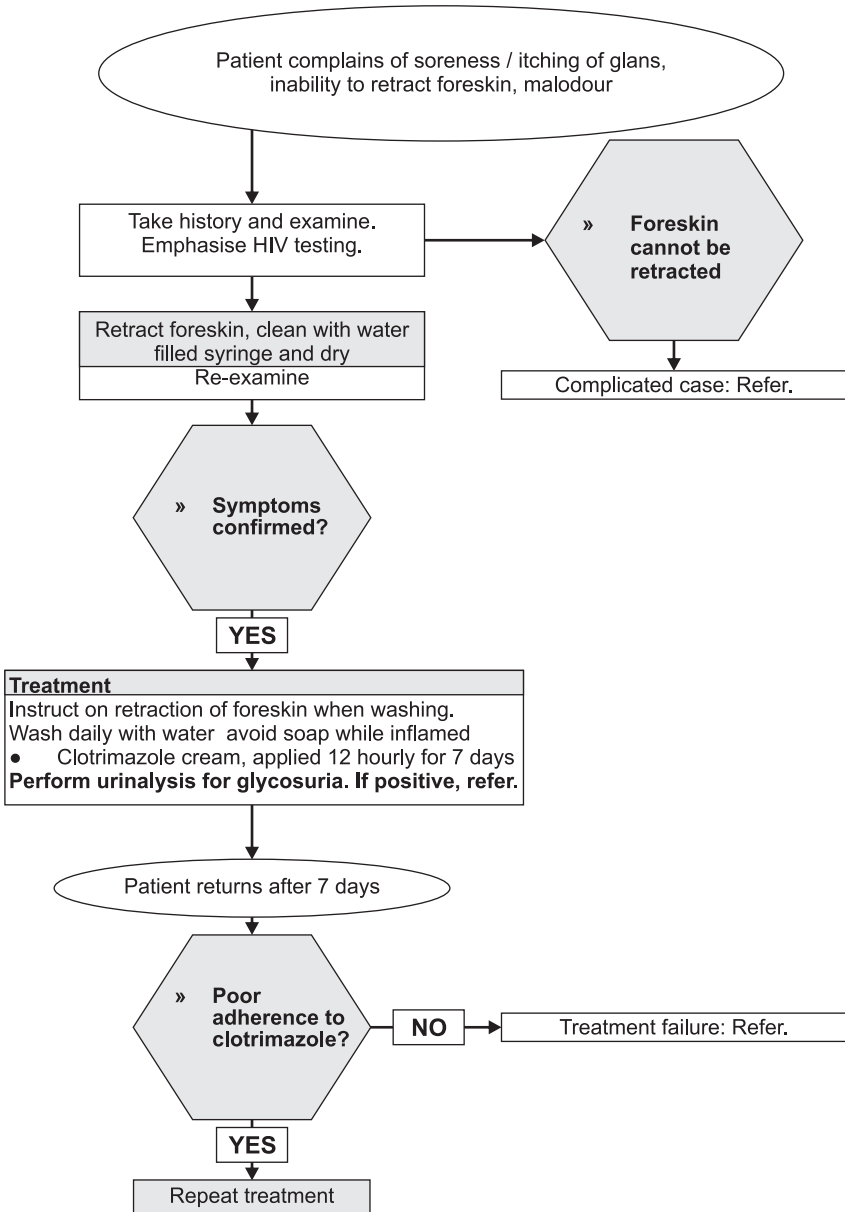 Patient complains of soreness / itching of glans,
inability to retract foreskin, malodour
Take history and examine.
Emphasise HIV testing.
» Foreskin
cannot be
retracted
Retract foreskin, clean with water
filled syringe and dry
Re-examine
Complicated case: Refer.
» Symptoms
confirmed?
YES
Treatment
Instruct on retraction of foreskin when washing.
Wash daily with water avoid soap while inflamed
● Clotrimazole cream, applied 12 hourly for 7 days
Perform urinalysis for glycosuria. If positive, refer.
Patient returns after 7 days
» Poor
adherence to
clotrimazole?
NO
Treatment failure: Refer.
YES
Repeat treatment